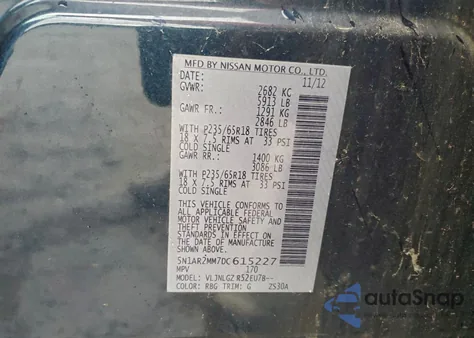 MFD BY NISSAN MOTOR CO., LTD.
DATE: 11/12
GVWR: 2682 KG
5913 LB
GAWR FR.: 1291 KG
2846 LB
WITH P235/65R18 TIRES
18 X 7.5 RIMS AT 33 PSI
COLD SINGLE
GAWR RR.: 1400 KG
3086 LB
WITH P235/65R18 TIRES
18 X 7.5 RIMS AT 33 PSI
COLD SINGLE
THIS VEHICLE CONFORMS TO
ALL APPLICABLE FEDERAL
MOTOR VEHICLE SAFETY AND
THEFT PREVENTION
STANDARDS IN EFFECT ON
THE DATE OF MANUFACTURE
SHOWN ABOVE.
5N1AR2MM7DC615227
MPV 170
MODEL: VLJNLGZ R52EU7B--
COLOR: RBG TRIM: G ZS30A
autoSnap